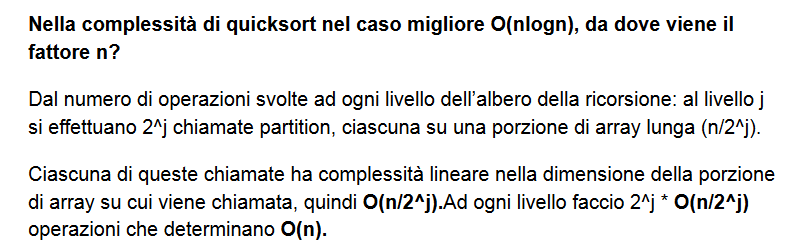 Nella complessità di quicksort nel caso migliore O(nlogn), da dove viene il
fattore n?
Dal numero di operazioni svolte ad ogni livello dell'albero della ricorsione: al livello j
si effettuano 2^j chiamate partition, ciascuna su una porzione di array lunga (n/2^j).
Ciascuna di queste chiamate ha complessità lineare nella dimensione della porzione
di array su cui viene chiamata, quindi O(n/2^j).Ad ogni livello faccio 2^j * O(n/2^j)
operazioni che determinano O(n).